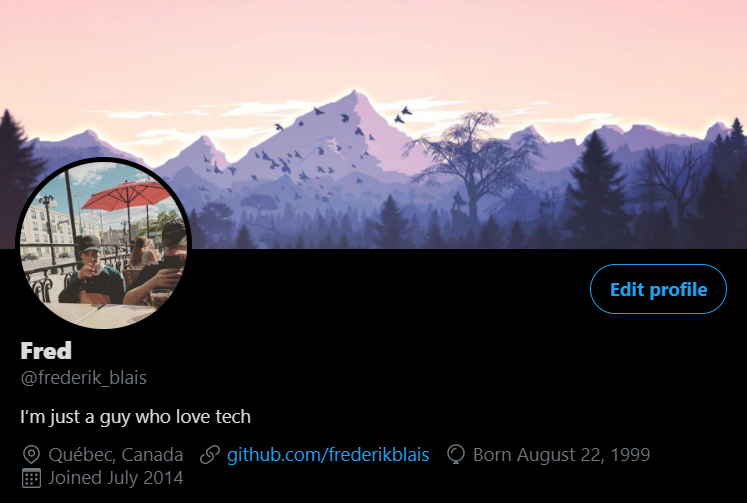 Edit profile
Fred
@frederik_blais
I'm just a guy who love tech
Québec, Canada github.com/frederikblais Born August 22, 1999
Joined July 2014